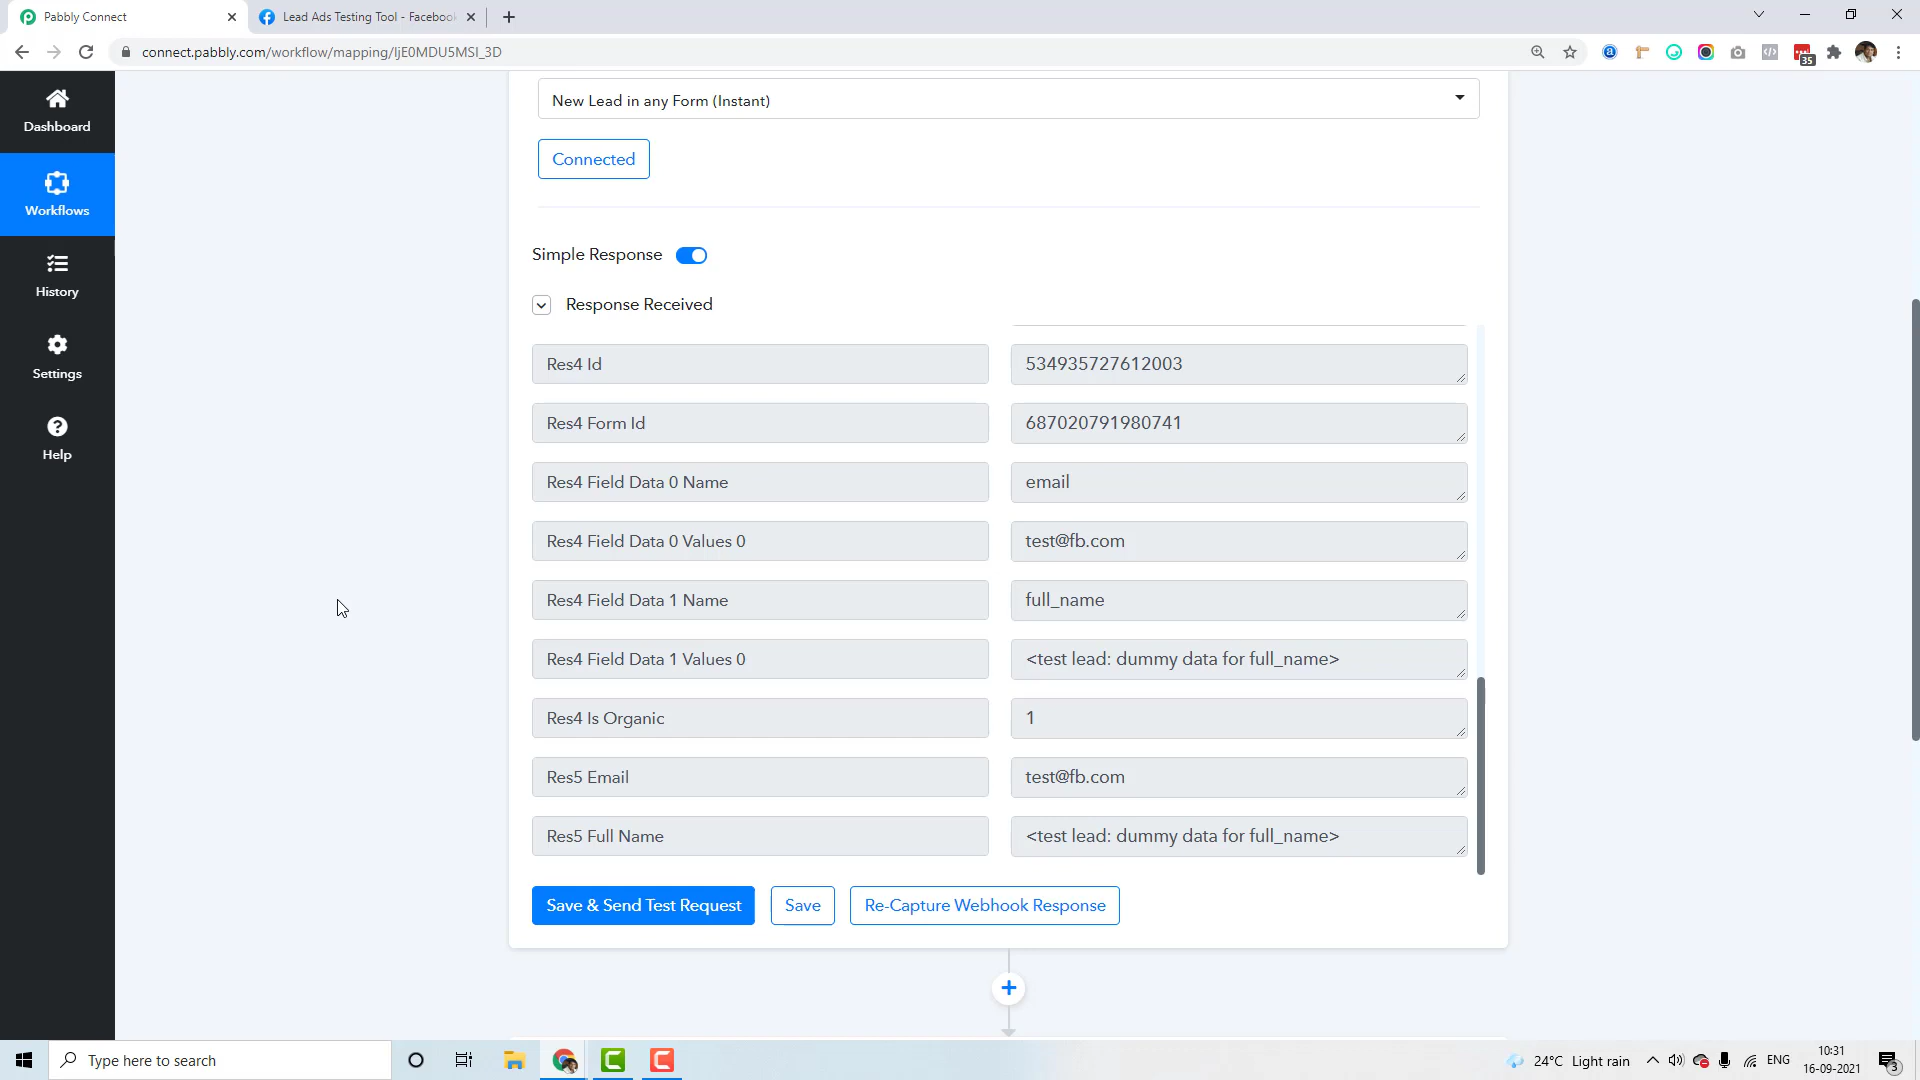 Pabbly Connect
Lead Ads Testing Tool - Facebook
connect.pabbly.com/workflow/mapping/IjE0MDU5MSI_3D
35
Dashboard
Workflows
History
Settings
Help
New Lead in any Form (Instant)
Connected
Simple Response
Response Received
Res4 Id
534935727612003
Res4 Form Id
687020791980741
Res4 Field Data 0 Name
email
Res4 Field Data 0 Values 0
test@fb.com
Res4 Field Data 1 Name
full_name
Res4 Field Data 1 Values 0
<test lead: dummy data for full_name>
Res4 Is Organic
1
Res5 Email
test@fb.com
Res5 Full Name
<test lead: dummy data for full_name>
Save & Send Test Request
Save
Re-Capture Webhook Response
Type here to search
24°C Light rain
ENG
10:31
16-09-2021
3